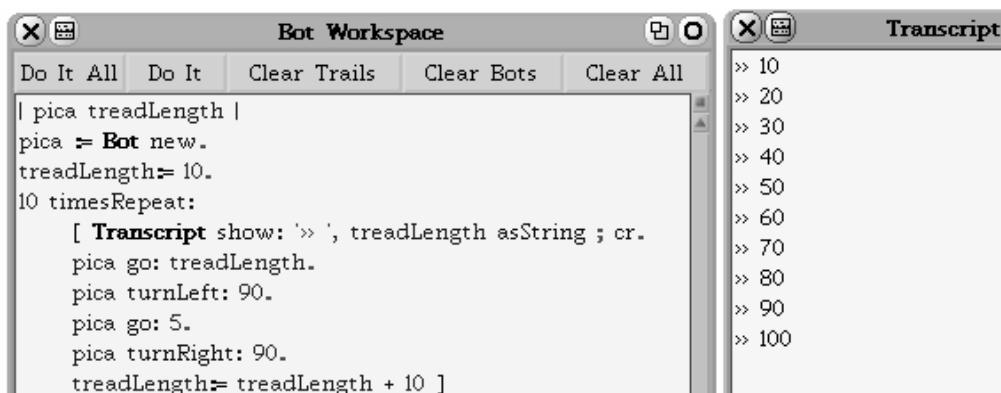 Bot Workspace
Do It All Do It Clear Trails Clear Bots Clear All
| pica treadLength |
pica := Bot new.
treadLength:= 10.
10 timesRepeat:
[ Transcript show: '>> ', treadLength asString ; cr.
pica go: treadLength.
pica turnLeft: 90.
pica go: 5.
pica turnRight: 90.
treadLength:= treadLength + 10 ]
Transcript
>> 10
>> 20
>> 30
>> 40
>> 50
>> 60
>> 70
>> 80
>> 90
>> 100